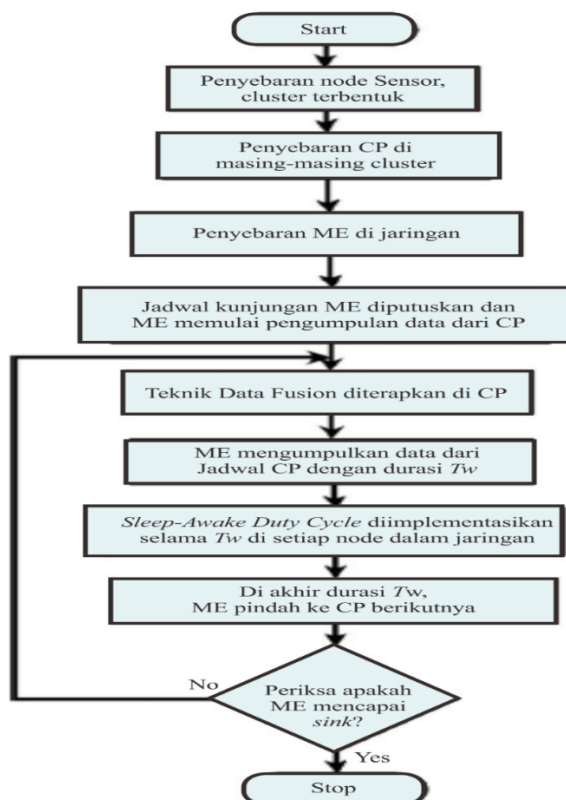 Start
Penyebaran node Sensor,
cluster terbentuk
Penyebaran CP di
masing-masing cluster
Penyebaran ME di jaringan
Jadwal kunjungan ME diputuskan dan
ME memulai pengumpulan data dari CP
Teknik Data Fusion diterapkan di CP
ME mengumpulkan data dari
Jadwal CP dengan durasi Tw
Sleep-Awake Duty Cycle diimplementasikan
selama Tw di setiap node dalam jaringan
Di akhir durasi Tw,
ME pindah ke CP berikutnya
No
Periksa apakah
ME mencapai
sink?
Yes
Stop